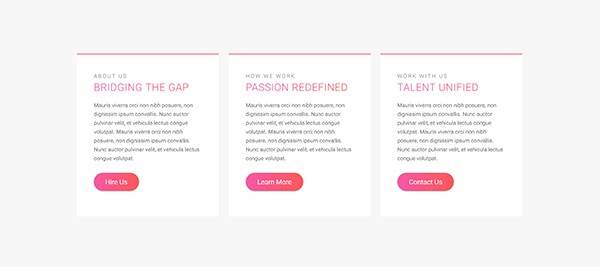 ABOUT US
BRIDGING THE GAP
Mauris viverra orci non nibh posuere, non
dignissim ipsum convallis. Nunc auctor
pulvinar velit, et vehicula lectus congue
volutpat. Mauris viverra orci non nibh
posuere, non dignissim ipsum convallis.
Nunc auctor pulvinar velit, et vehicula lectus
congue volutpat.
Hire Us
HOW WE WORK
PASSION REDEFINED
Mauris viverra orci non nibh posuere, non
dignissim ipsum convallis. Nunc auctor
pulvinar velit, et vehicula lectus congue
volutpat. Mauris viverra orci non nibh
posuere, non dignissim ipsum convallis.
Nunc auctor pulvinar velit, et vehicula lectus
congue volutpat.
Learn More
WORK WITH US
TALENT UNIFIED
Mauris viverra orci non nibh posuere, non
dignissim ipsum convallis. Nunc auctor
pulvinar velit, et vehicula lectus congue
volutpat. Mauris viverra orci non nibh
posuere, non dignissim ipsum convallis.
Nunc auctor pulvinar velit, et vehicula lectus
congue volutpat.
Contact Us